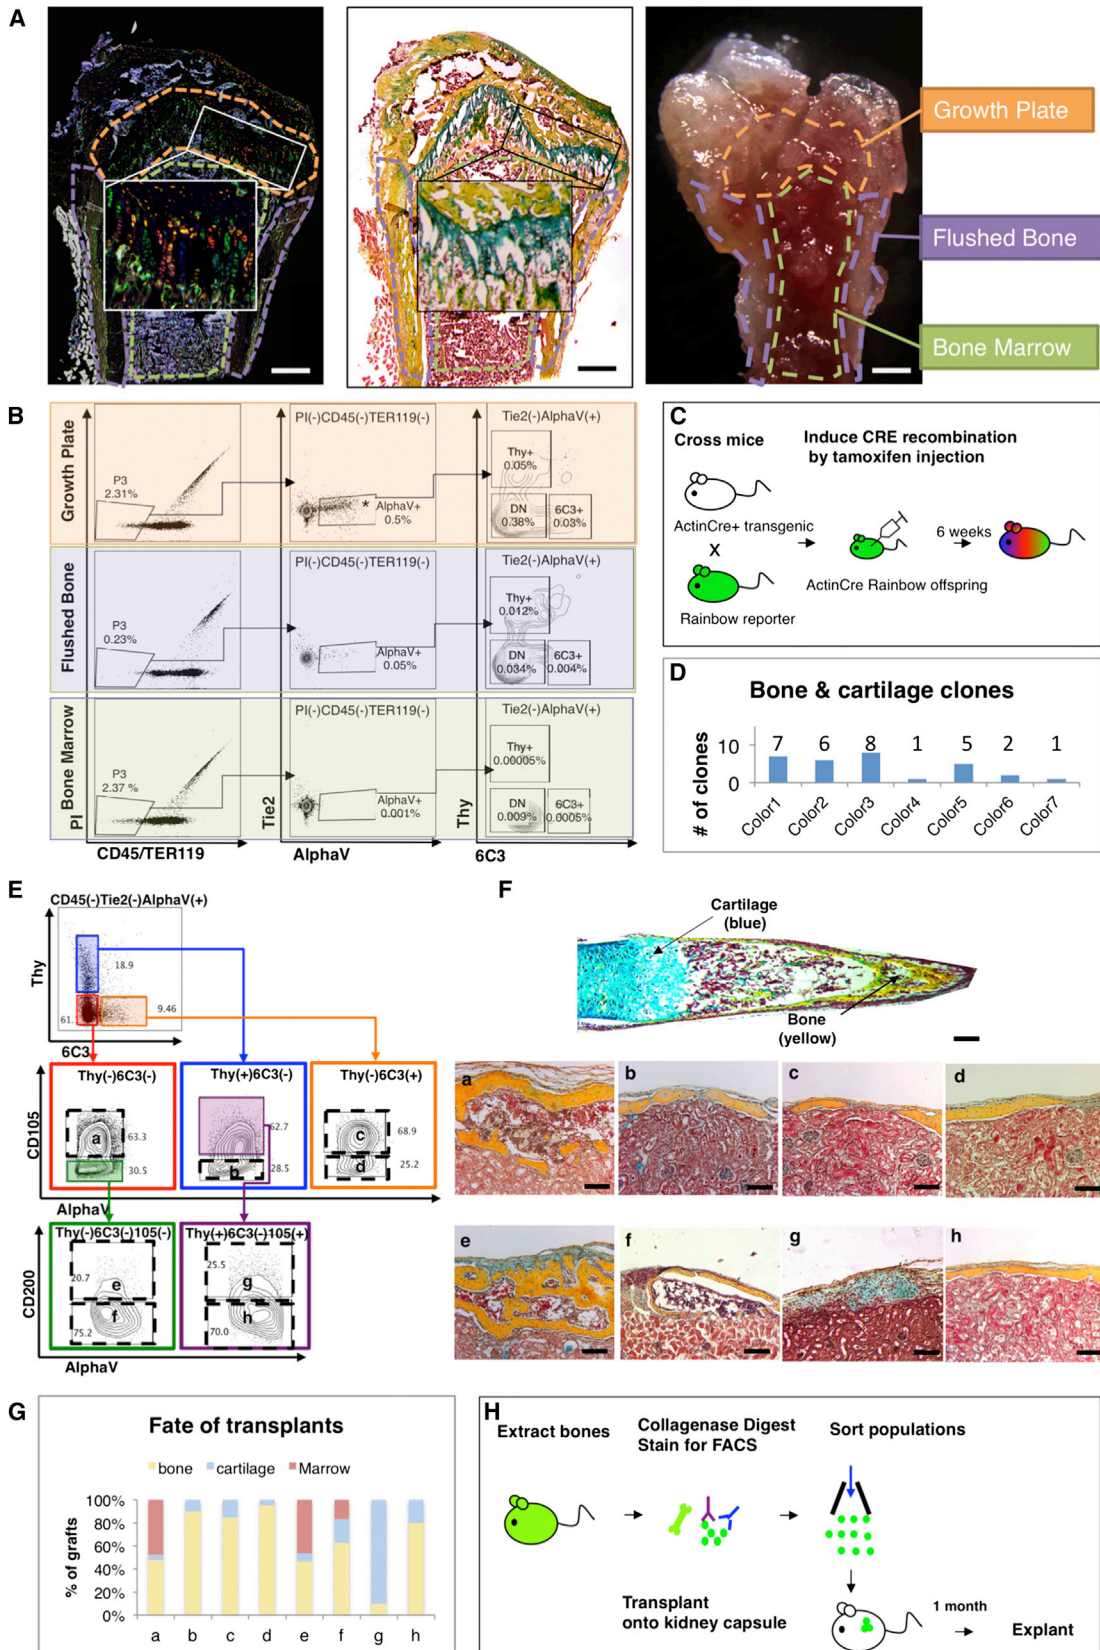 A
Growth Plate
Flushed Bone
Bone Marrow
B
Growth Plate
P3
2.31%
PI(-)CD45(-)TER119(-)
*
AlphaV+
0.5%
Tie2(-)AlphaV(+)
Thy+
0.05%
DN
0.38%
6C3+
0.03%
Flushed Bone
P3
0.23%
PI(-)CD45(-)TER119(-)
AlphaV+
0.05%
Tie2(-)AlphaV(+)
Thy+
0.012%
DN
0.034%
6C3+
0.004%
Bone Marrow
P3
2.37 %
PI(-)CD45(-)TER119(-)
AlphaV+
0.001%
Tie2(-)AlphaV(+)
Thy+
0.00005%
DN
0.009%
6C3+
0.0005%
PI
Tie2
Thy
CD45/TER119
AlphaV
6C3
C
Cross mice
Induce CRE recombination
by tamoxifen injection
ActinCre+ transgenic
X
Rainbow reporter
ActinCre Rainbow offspring
6 weeks
D
Bone & cartilage clones
# of clones
10
0
7
6
8
1
5
2
1
Color1
Color2
Color3
Color4
Color5
Color6
Color7
E
CD45(-)Tie2(-)AlphaV(+)
Thy
18.9
61.
9.46
6C3
Thy(-)6C3(-)
Thy(+)6C3(-)
Thy(-)6C3(+)
CD105
a
63.3
30.5
62.7
b
28.5
c
68.9
d
25.2
AlphaV
Thy(-)6C3(-)105(-)
Thy(+)6C3(-)105(+)
CD200
20.7
e
f
75.2
25.5
g
h
70.0
AlphaV
F
Cartilage
(blue)
Bone
(yellow)
a
b
c
d
e
f
g
h
G
Fate of transplants
bone
cartilage
Marrow
% of grafts
100%
80%
60%
40%
20%
0%
a
b
c
d
e
f
g
h
H
Extract bones
Collagenase Digest
Stain for FACS
Sort populations
Transplant
onto kidney capsule
1 month
Explant